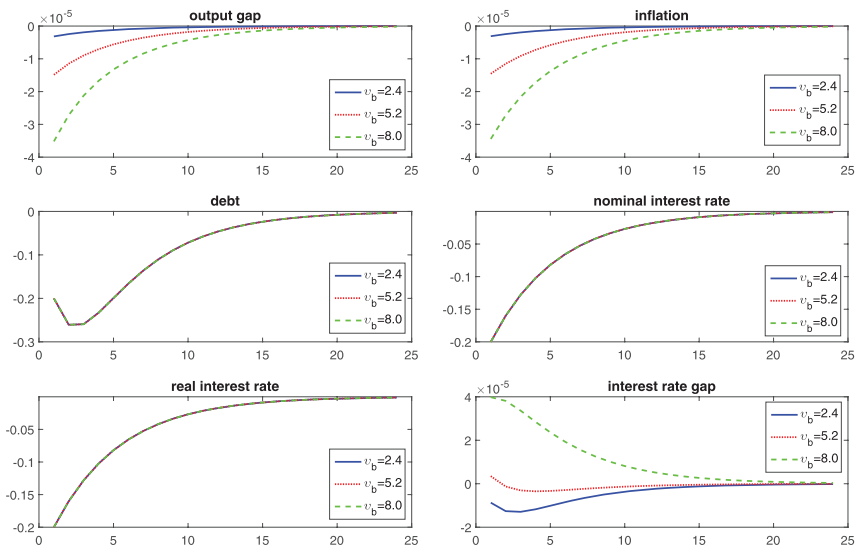 ×10⁻⁵
output gap
0
-1
-2
-3
-4
0 5 10 15 20 25
υb=2.4
υb=5.2
υb=8.0
×10⁻⁵
inflation
0
-1
-2
-3
-4
0 5 10 15 20 25
υb=2.4
υb=5.2
υb=8.0
debt
0
-0.1
-0.2
-0.3
0 5 10 15 20 25
υb=2.4
υb=5.2
υb=8.0
nominal interest rate
-0.05
-0.1
-0.15
-0.2
0 5 10 15 20 25
υb=2.4
υb=5.2
υb=8.0
real interest rate
-0.05
-0.1
-0.15
-0.2
0 5 10 15 20 25
υb=2.4
υb=5.2
υb=8.0
×10⁻⁵
interest rate gap
4
2
0
-2
0 5 10 15 20 25
υb=2.4
υb=5.2
υb=8.0